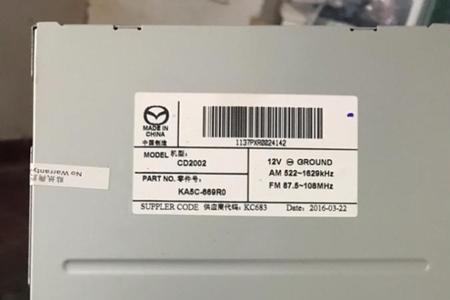 MADE IN
CHINA
中国制造
1137PXR0024142
MODEL 机型:
CD2002
PART NO. 零件号:
KA5C-669R0
12V ⊖ GROUND
AM 522~1629kHz
FM 87.5~108MHz
SUPPLER CODE 供应商代码: KC683
Date: 2016-03-22
No Warranty